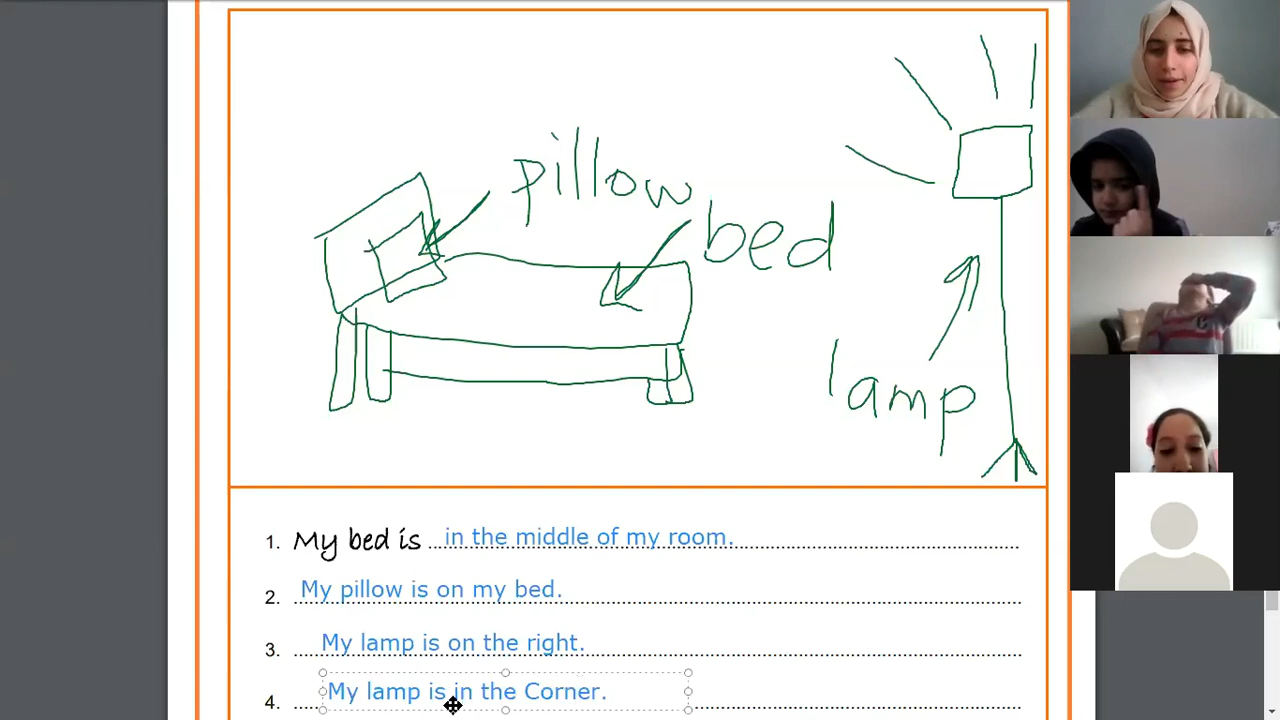 pillow
bed
lamp
1. My bed is in the middle of my room.
2. My pillow is on my bed.
3. My lamp is on the right.
4. My lamp is in the Corner.